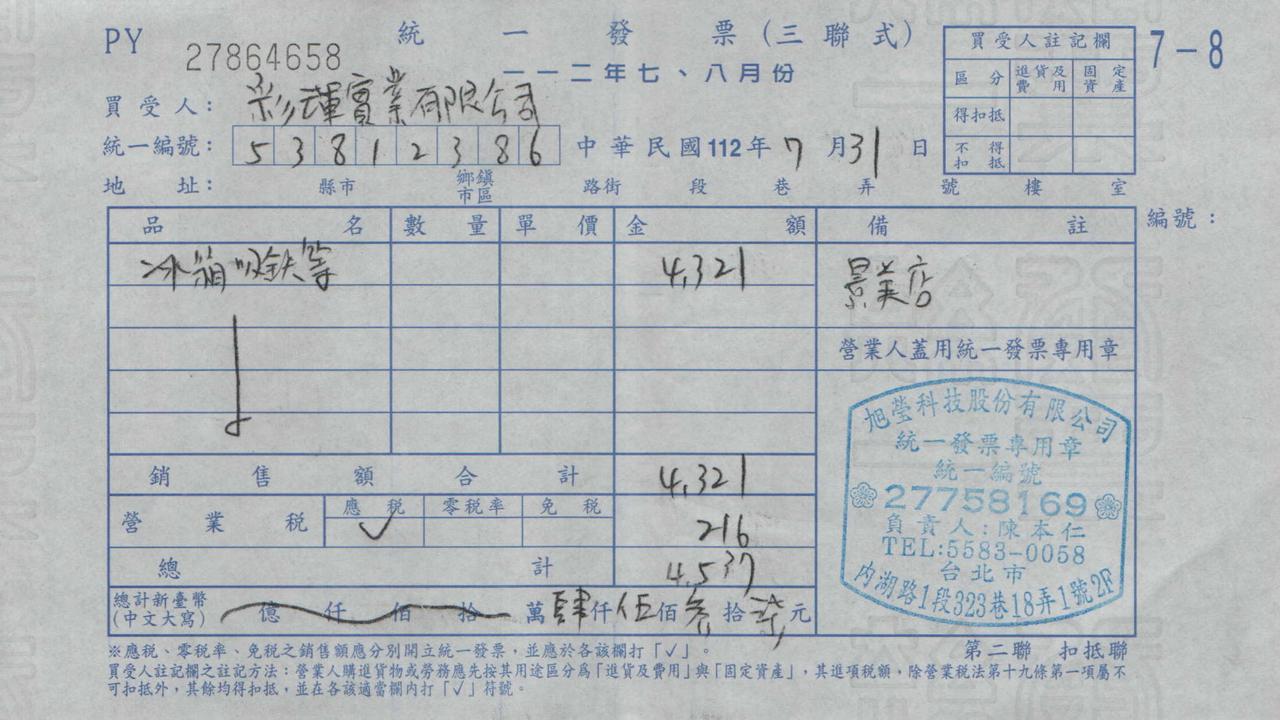 PY 27864658 統一發票(三聯式) 7-8
一一二年七、八月份
買受人註記欄
區分 進貨及費用 固定資產
得扣抵
不得扣抵
買受人: 彩琿實業有限公司
統一編號: 53812386 中華民國112年7月31日
地址: 縣市 鄉鎮市區 路街 段 巷 弄 號 樓 室
品名 數量 單價 金額 備註 編號:
冰箱吸鐵等 4,321 景美店
營業人蓋用統一發票專用章
旭瑩科技股份有限公司
統一發票專用章
統一編號
27758169
負責人:陳本仁
TEL:5583-0058
台北市
內湖路1段323巷18弄1號2F
銷售額合計 4,321
營業稅 應稅 ✓ 零稅率 免稅 216
總計 4,537
總計新臺幣(中文大寫) 億仟佰拾萬肆仟伍佰參拾柒元
※應稅、零稅率、免稅之銷售額應分別開立統一發票,並應於各該欄打「✓」。 第二聯 扣抵聯
買受人註記欄之註記方法:營業人購進貨物或勞務應先按其用途區分為「進貨及費用」與「固定資產」,其進項稅額,除營業稅法第十九條第一項屬不
可扣抵外,其餘均得扣抵,並在各該適當欄內打「✓」符號。